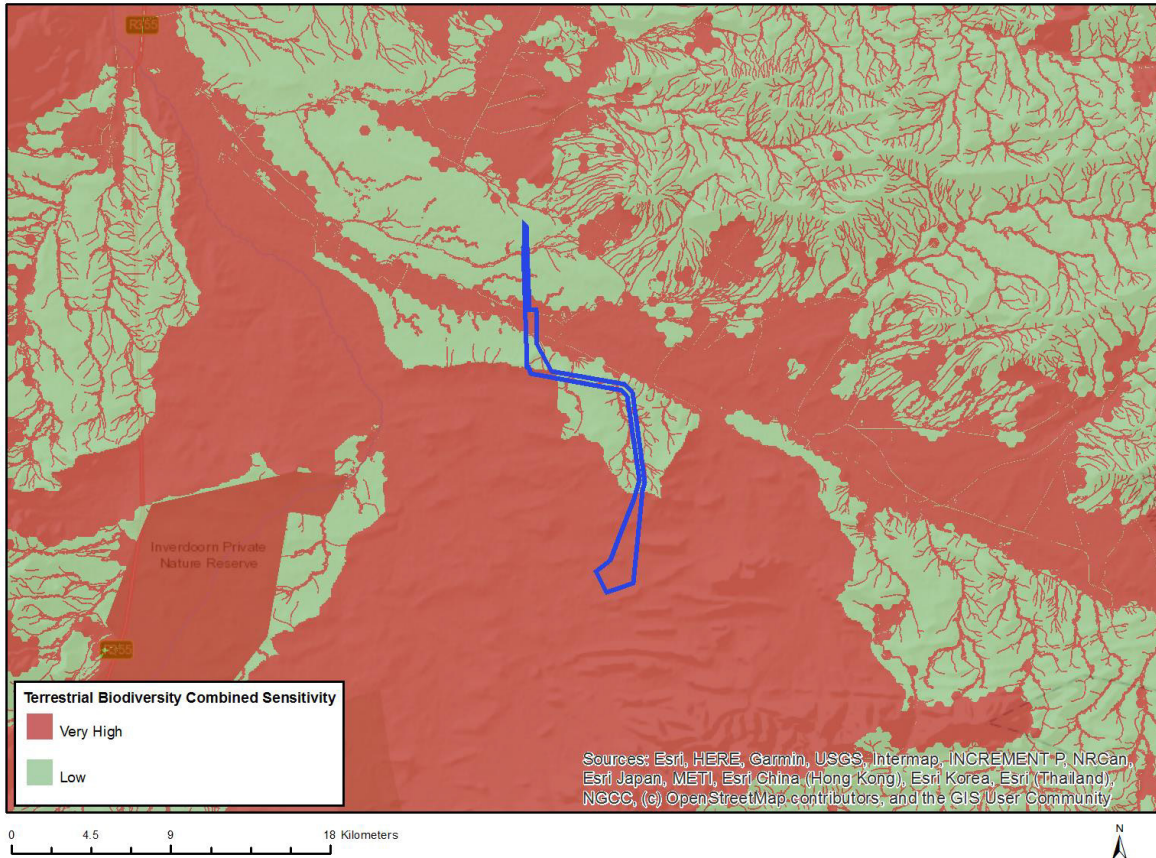 R355
Inverdoorn Private
Nature Reserve
R355
Terrestrial Biodiversity Combined Sensitivity
Very High
Low
Sources: Esri, HERE, Garmin, USGS, Intermap, INCREMENT P, NRCan,
Esri Japan, METI, Esri China (Hong Kong), Esri Korea, Esri (Thailand),
NGCC, (c) OpenStreetMap contributors, and the GIS User Community
0 4.5 9 18 Kilometers
N